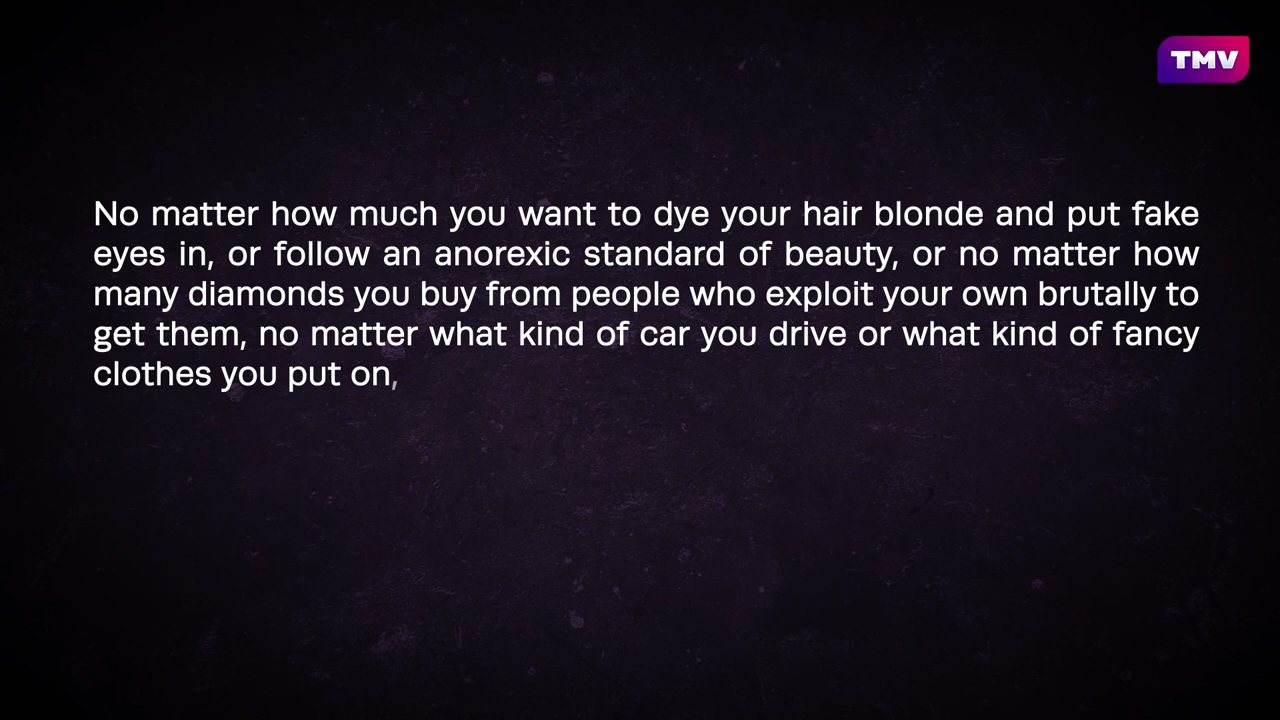 TMV
No matter how much you want to dye your hair blonde and put fake
eyes in, or follow an anorexic standard of beauty, or no matter how
many diamonds you buy from people who exploit your own brutally to
get them, no matter what kind of car you drive or what kind of fancy
clothes you put on,